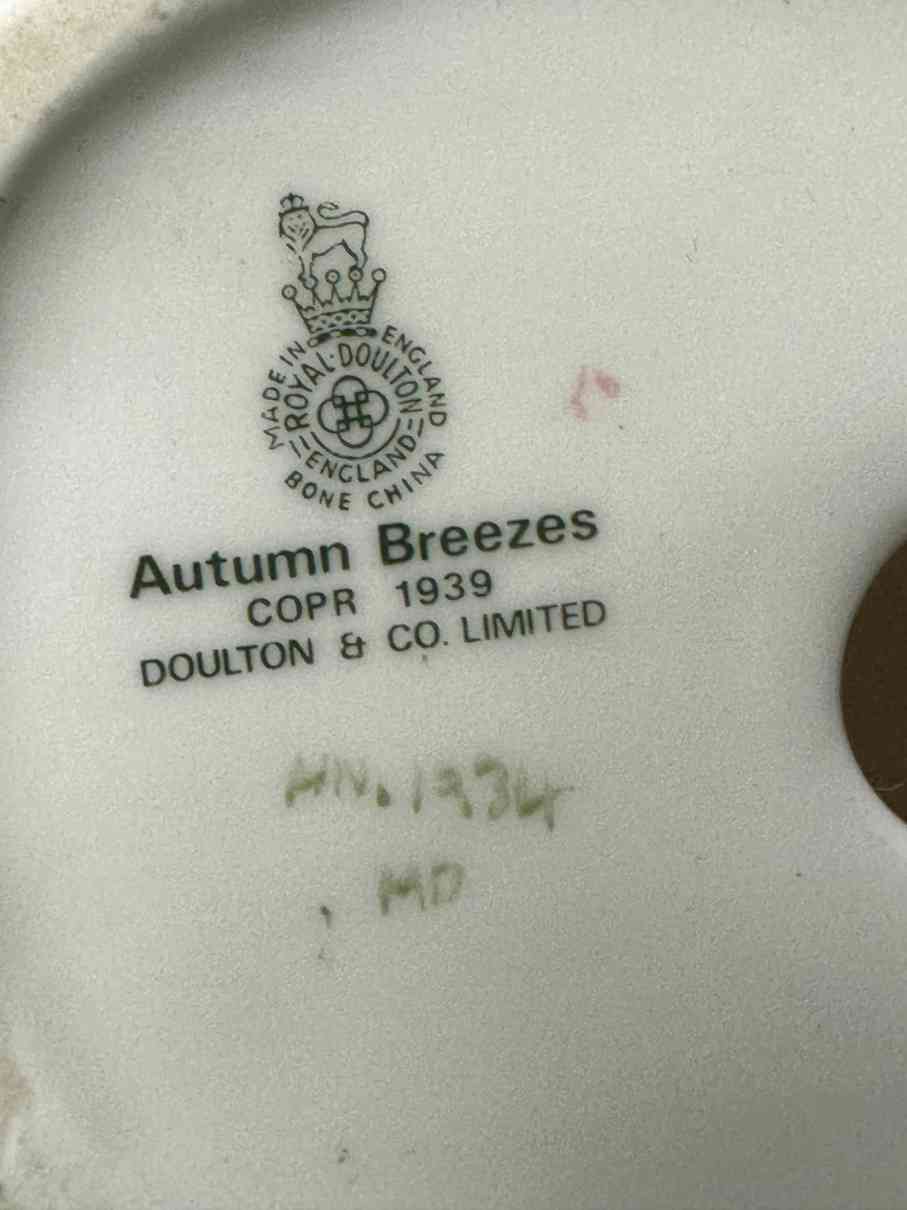 MADE IN ENGLAND
ROYAL·DOULTON
ENGLAND
BONE CHINA
Autumn Breezes
COPR 1939
DOULTON & CO. LIMITED
HN. 1934
MD